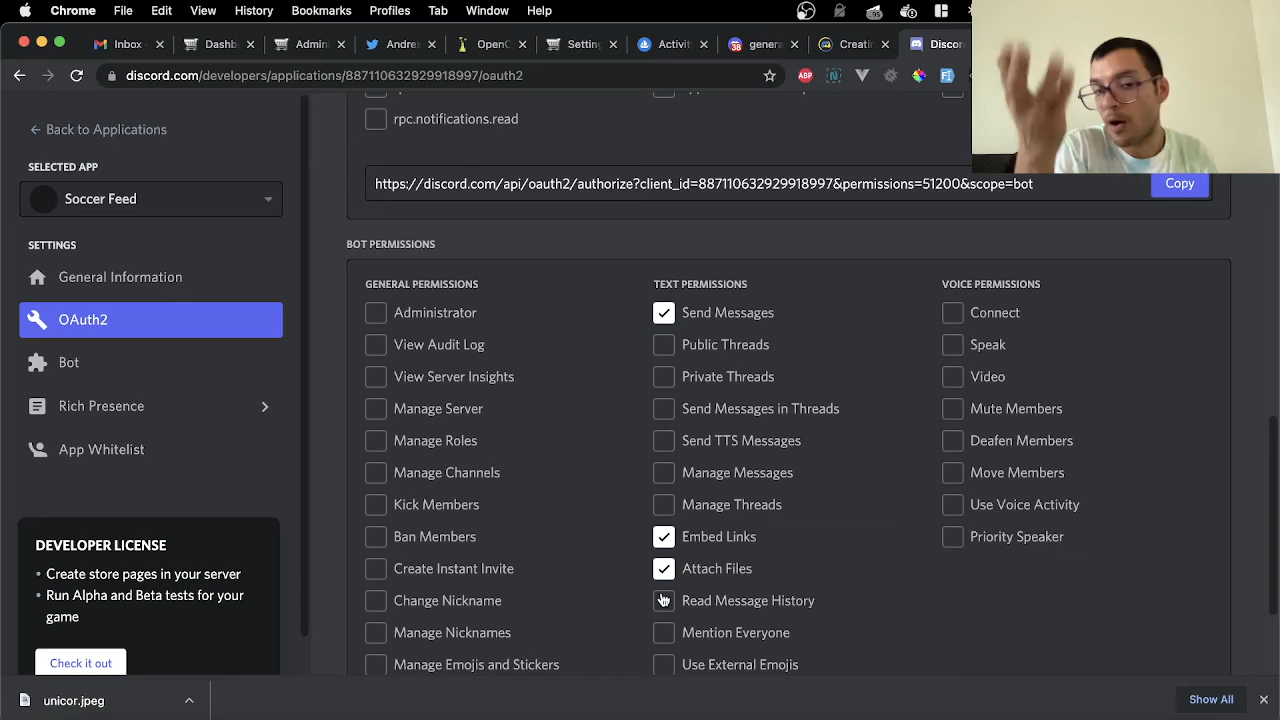 Chrome File Edit View History Bookmarks Profiles Tab Window Help
Inbox Dashb Admin Andre OpenC Setting Activity genera Creatin Discor
discord.com/developers/applications/887110632929918997/oauth2
← Back to Applications
SELECTED APP
Soccer Feed
SETTINGS
General Information
OAuth2
Bot
Rich Presence
App Whitelist
DEVELOPER LICENSE
• Create store pages in your server
• Run Alpha and Beta tests for your
game
Check it out
rpc.notifications.read
https://discord.com/api/oauth2/authorize?client_id=887110632929918997&permissions=51200&scope=bot
Copy
BOT PERMISSIONS
GENERAL PERMISSIONS
Administrator
View Audit Log
View Server Insights
Manage Server
Manage Roles
Manage Channels
Kick Members
Ban Members
Create Instant Invite
Change Nickname
Manage Nicknames
Manage Emojis and Stickers
TEXT PERMISSIONS
Send Messages
Public Threads
Private Threads
Send Messages in Threads
Send TTS Messages
Manage Messages
Manage Threads
Embed Links
Attach Files
Read Message History
Mention Everyone
Use External Emojis
VOICE PERMISSIONS
Connect
Speak
Video
Mute Members
Deafen Members
Move Members
Use Voice Activity
Priority Speaker
unicor.jpeg
Show All